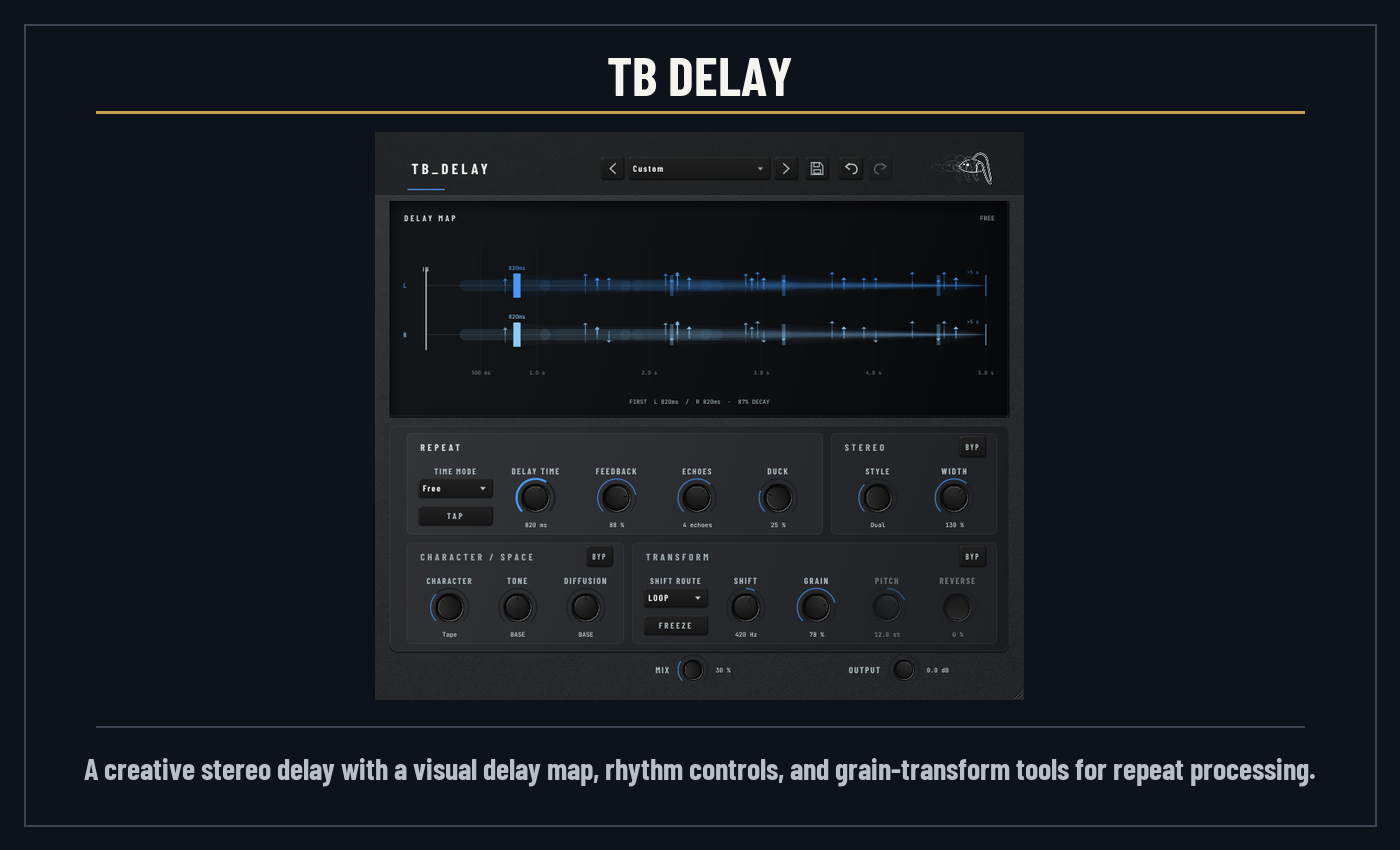 TB DELAY
TB_DELAY
Custom
DELAY MAP
FREE
IN
820ms
>5 s
L
820ms
>5 s
R
500 ms 1.0 s 2.0 s 3.0 s 4.0 s 5.0 s
FIRST L 820ms / R 820ms - 87% DECAY
REPEAT
TIME MODE DELAY TIME FEEDBACK ECHOES DUCK
Free
TAP
820 ms 88 % 4 echoes 25 %
STEREO BYP
STYLE WIDTH
Dual 130 %
CHARACTER / SPACE BYP
CHARACTER TONE DIFFUSION
Tape BASE BASE
TRANSFORM BYP
SHIFT ROUTE SHIFT GRAIN PITCH REVERSE
LOOP
FREEZE
420 Hz 78 % 12.0 st 0 %
MIX 30 % OUTPUT 0.0 dB
A creative stereo delay with a visual delay map, rhythm controls, and grain-transform tools for repeat processing.